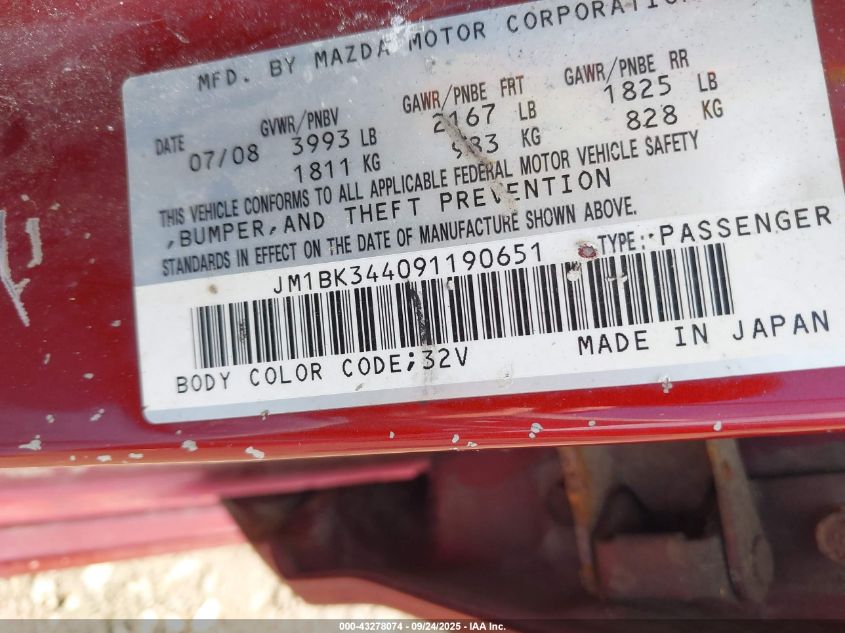 MFD. BY MAZDA MOTOR CORPORATION
DATE 07/08 GVWR/PNBV 3993 LB 1811 KG
GAWR/PNBE FRT 2167 LB 983 KG
GAWR/PNBE RR 1825 LB 828 KG
THIS VEHICLE CONFORMS TO ALL APPLICABLE FEDERAL MOTOR VEHICLE SAFETY
,BUMPER,AND THEFT PREVENTION
STANDARDS IN EFFECT ON THE DATE OF MANUFACTURE SHOWN ABOVE.
JM1BK344091190651 TYPE: PASSENGER
BODY COLOR CODE;32V MADE IN JAPAN
000-43278074 - 09/24/2025 - IAA Inc.